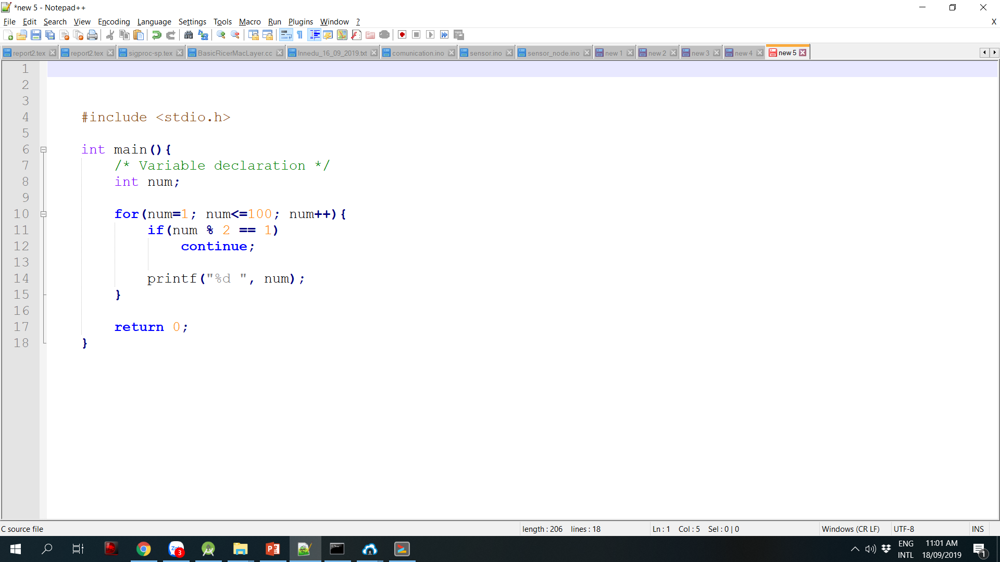 *new 5 - Notepad++
File Edit Search View Encoding Language Settings Tools Macro Run Plugins Window ? X
report2.tex report2.tex sigproc-sp.tex BasicRicerMacLayer.cc Innedu_16_09_2019.txt comunication.ino sensor.ino sensor_node.ino new 1 new 2 new 3 new 4 new 5
1
2
3
4 #include <stdio.h>
5
6 int main(){
7 /* Variable declaration */
8 int num;
9
10 for(num=1; num<=100; num++){
11 if(num % 2 == 1)
12 continue;
13
14 printf("%d ", num);
15 }
16
17 return 0;
18 }
C source file length : 206 lines : 18 Ln : 1 Col : 5 Sel : 0 | 0 Windows (CR LF) UTF-8 INS
ENG 11:01 AM
INTL 18/09/2019
3
1